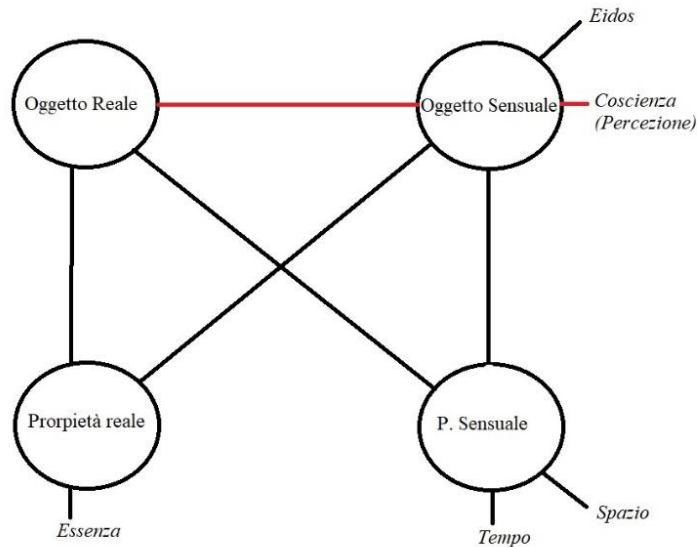 Eidos
Oggetto Reale
Oggetto Sensuale
Coscienza
(Percezione)
Prorpietà reale
P. Sensuale
Essenza
Tempo
Spazio